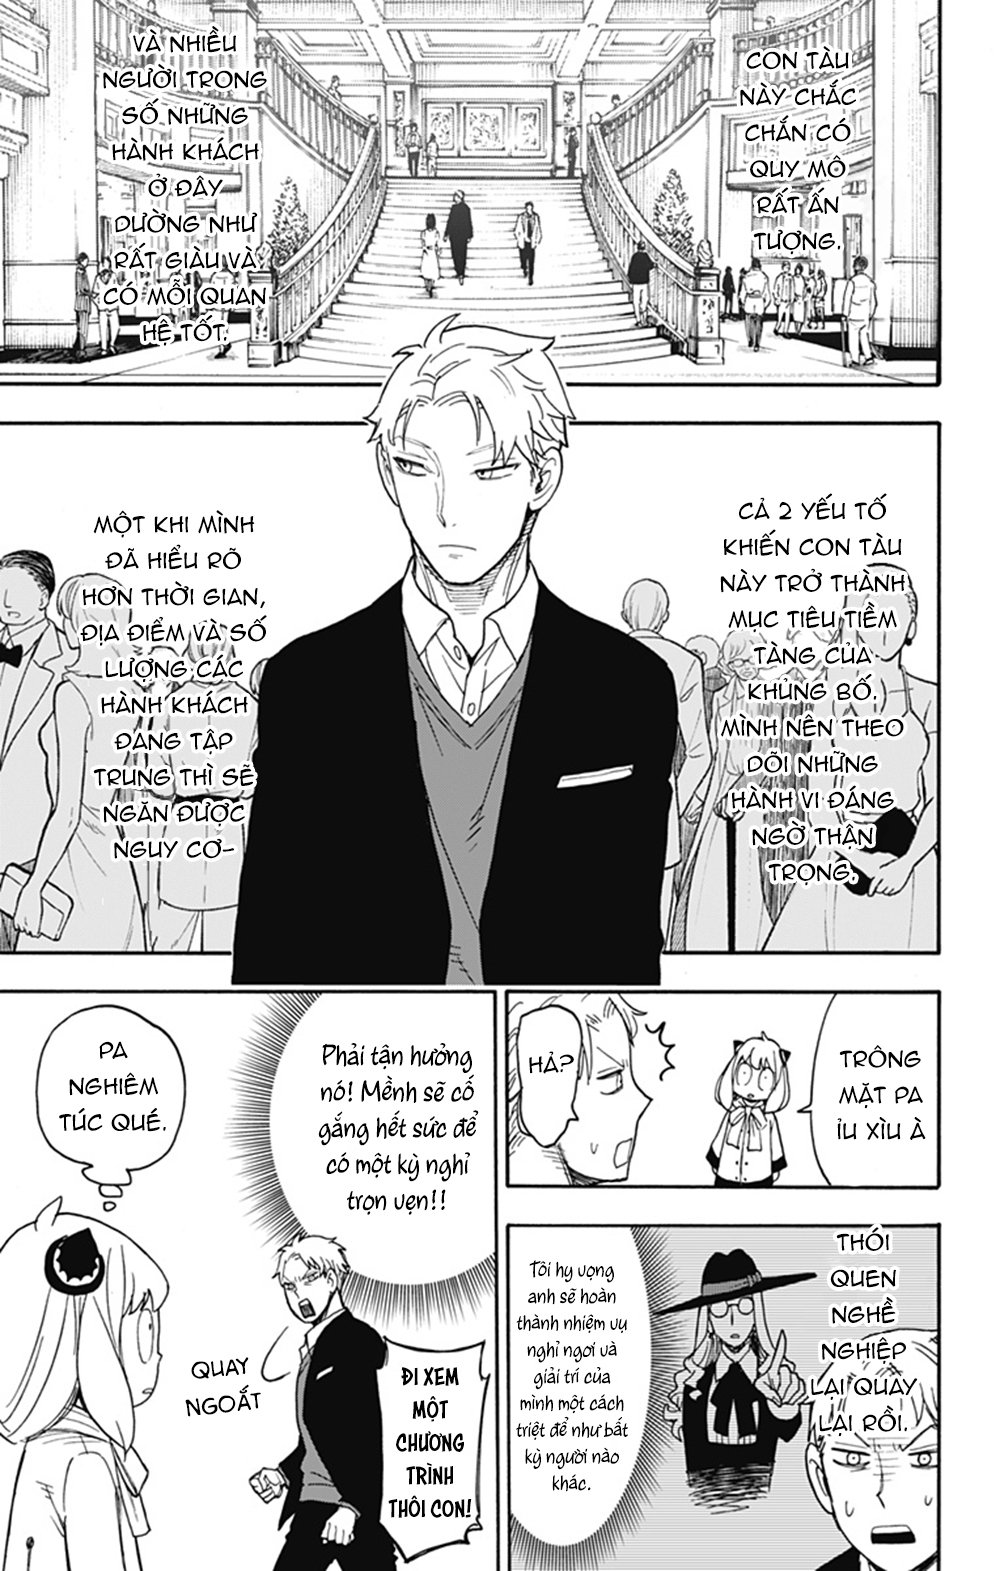 CON TÀU
NÀY CHẮC
CHẮN CÓ
QUY MÔ
RẤT ẤN
TƯỢNG.
VÀ NHIỀU
NGƯỜI TRONG
SỐ NHỮNG
HÀNH KHÁCH
Ở ĐÂY
DƯỜNG NHƯ
RẤT GIÀU VÀ
CÓ MỖI QUAN
HỆ TỐT.
CẢ 2 YẾU TỐ
KHIẾN CON TÀU
NÀY TRỞ THÀNH
MỤC TIÊU TIỀM
TÀNG CỦA
KHỦNG BỐ.
MÌNH NÊN THEO
DÕI NHỮNG
HÀNH VI ĐÁNG
NGỜ THẬN
TRỌNG.
MỘT KHI MÌNH
ĐÃ HIỂU RÕ
HƠN THỜI GIAN,
ĐỊA ĐIỂM VÀ SỐ
LƯỢNG CÁC
HÀNH KHÁCH
ĐANG TẬP
TRUNG THÌ SẼ
NGĂN ĐƯỢC
NGUY CƠ-
TRÔNG
MẶT PA
ỈU XÌU À
HẢ?
THÓI
QUEN
NGHỀ
NGHIỆP
LẠI QUAY
LẠI RỒI.
Tôi hy vọng
anh sẽ hoàn
thành nhiệm vụ
nghỉ ngơi và
giải trí của
mình một cách
triệt để như bất
kỳ người nào
khác.
Phải tận hưởng
nó! Mềnh sẽ cố
gắng hết sức để
có một kỳ nghỉ
trọn vẹn!!
ĐI XEM
MỘT
CHƯƠNG
TRÌNH
THÔI CON!
QUAY
NGOẮT
PA
NGHIÊM
TÚC QUÉ.